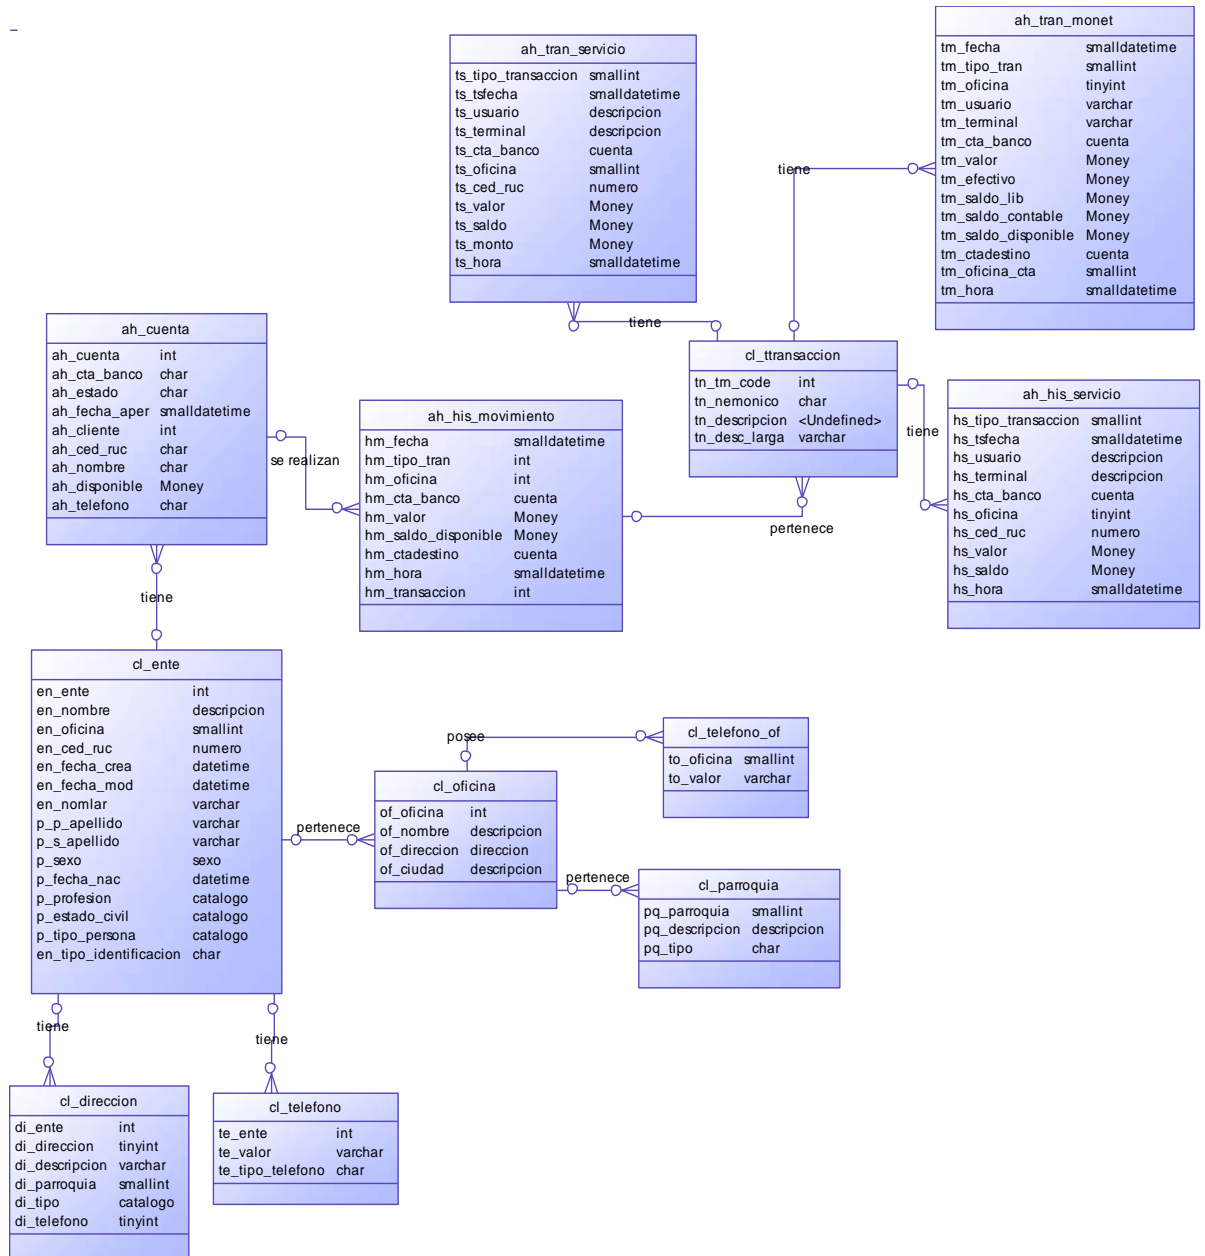 ah_tran_monet
tm_fecha smalldatetime
tm_tipo_tran smallint
tm_oficina tinyint
tm_usuario varchar
tm_terminal varchar
tm_cta_banco cuenta
tm_valor Money
tm_efectivo Money
tm_saldo_lib Money
tm_saldo_contable Money
tm_saldo_disponible Money
tm_ctadestino cuenta
tm_oficina_cta smallint
tm_hora smalldatetime
ah_tran_servicio
ts_tipo_transaccion smallint
ts_tsfecha smalldatetime
ts_usuario descripcion
ts_terminal descripcion
ts_cta_banco cuenta
ts_oficina smallint
ts_ced_ruc numero
ts_valor Money
ts_saldo Money
ts_monto Money
ts_hora smalldatetime
tiene
tiene
ah_cuenta
ah_cuenta int
ah_cta_banco char
ah_estado char
ah_fecha_aper smalldatetime
ah_cliente int
ah_ced_ruc char
ah_nombre char
ah_disponible Money
ah_telefono char
se realizan
ah_his_movimiento
hm_fecha smalldatetime
hm_tipo_tran int
hm_oficina int
hm_cta_banco cuenta
hm_valor Money
hm_saldo_disponible Money
hm_ctadestino cuenta
hm_hora smalldatetime
hm_transaccion int
cl_ttransaccion
tn_trn_code int
tn_nemonico char
tn_descripcion <Undefined>
tn_desc_larga varchar
tiene
pertenece
ah_his_servicio
hs_tipo_transaccion smallint
hs_tsfecha smalldatetime
hs_usuario descripcion
hs_terminal descripcion
hs_cta_banco cuenta
hs_oficina tinyint
hs_ced_ruc numero
hs_valor Money
hs_saldo Money
hs_hora smalldatetime
tiene
cl_ente
en_ente int
en_nombre descripcion
en_oficina smallint
en_ced_ruc numero
en_fecha_crea datetime
en_fecha_mod datetime
en_nomlar varchar
p_p_apellido varchar
p_s_apellido varchar
p_sexo sexo
p_fecha_nac datetime
p_profesion catalogo
p_estado_civil catalogo
p_tipo_persona catalogo
en_tipo_identificacion char
pertenece
posee
cl_telefono_of
to_oficina smallint
to_valor varchar
cl_oficina
of_oficina int
of_nombre descripcion
of_direccion direccion
of_ciudad descripcion
pertenece
cl_parroquia
pq_parroquia smallint
pq_descripcion descripcion
pq_tipo char
tiene
tiene
cl_direccion
di_ente int
di_direccion tinyint
di_descripcion varchar
di_parroquia smallint
di_tipo catalogo
di_telefono tinyint
cl_telefono
te_ente int
te_valor varchar
te_tipo_telefono char